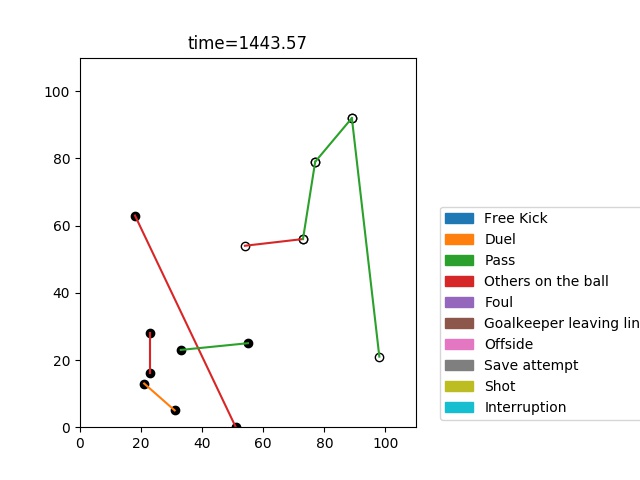 time=1443.57
100
80
60
40
20
0
0 20 40 60 80 100
Free Kick
Duel
Pass
Others on the ball
Foul
Goalkeeper leaving lin
Offside
Save attempt
Shot
Interruption